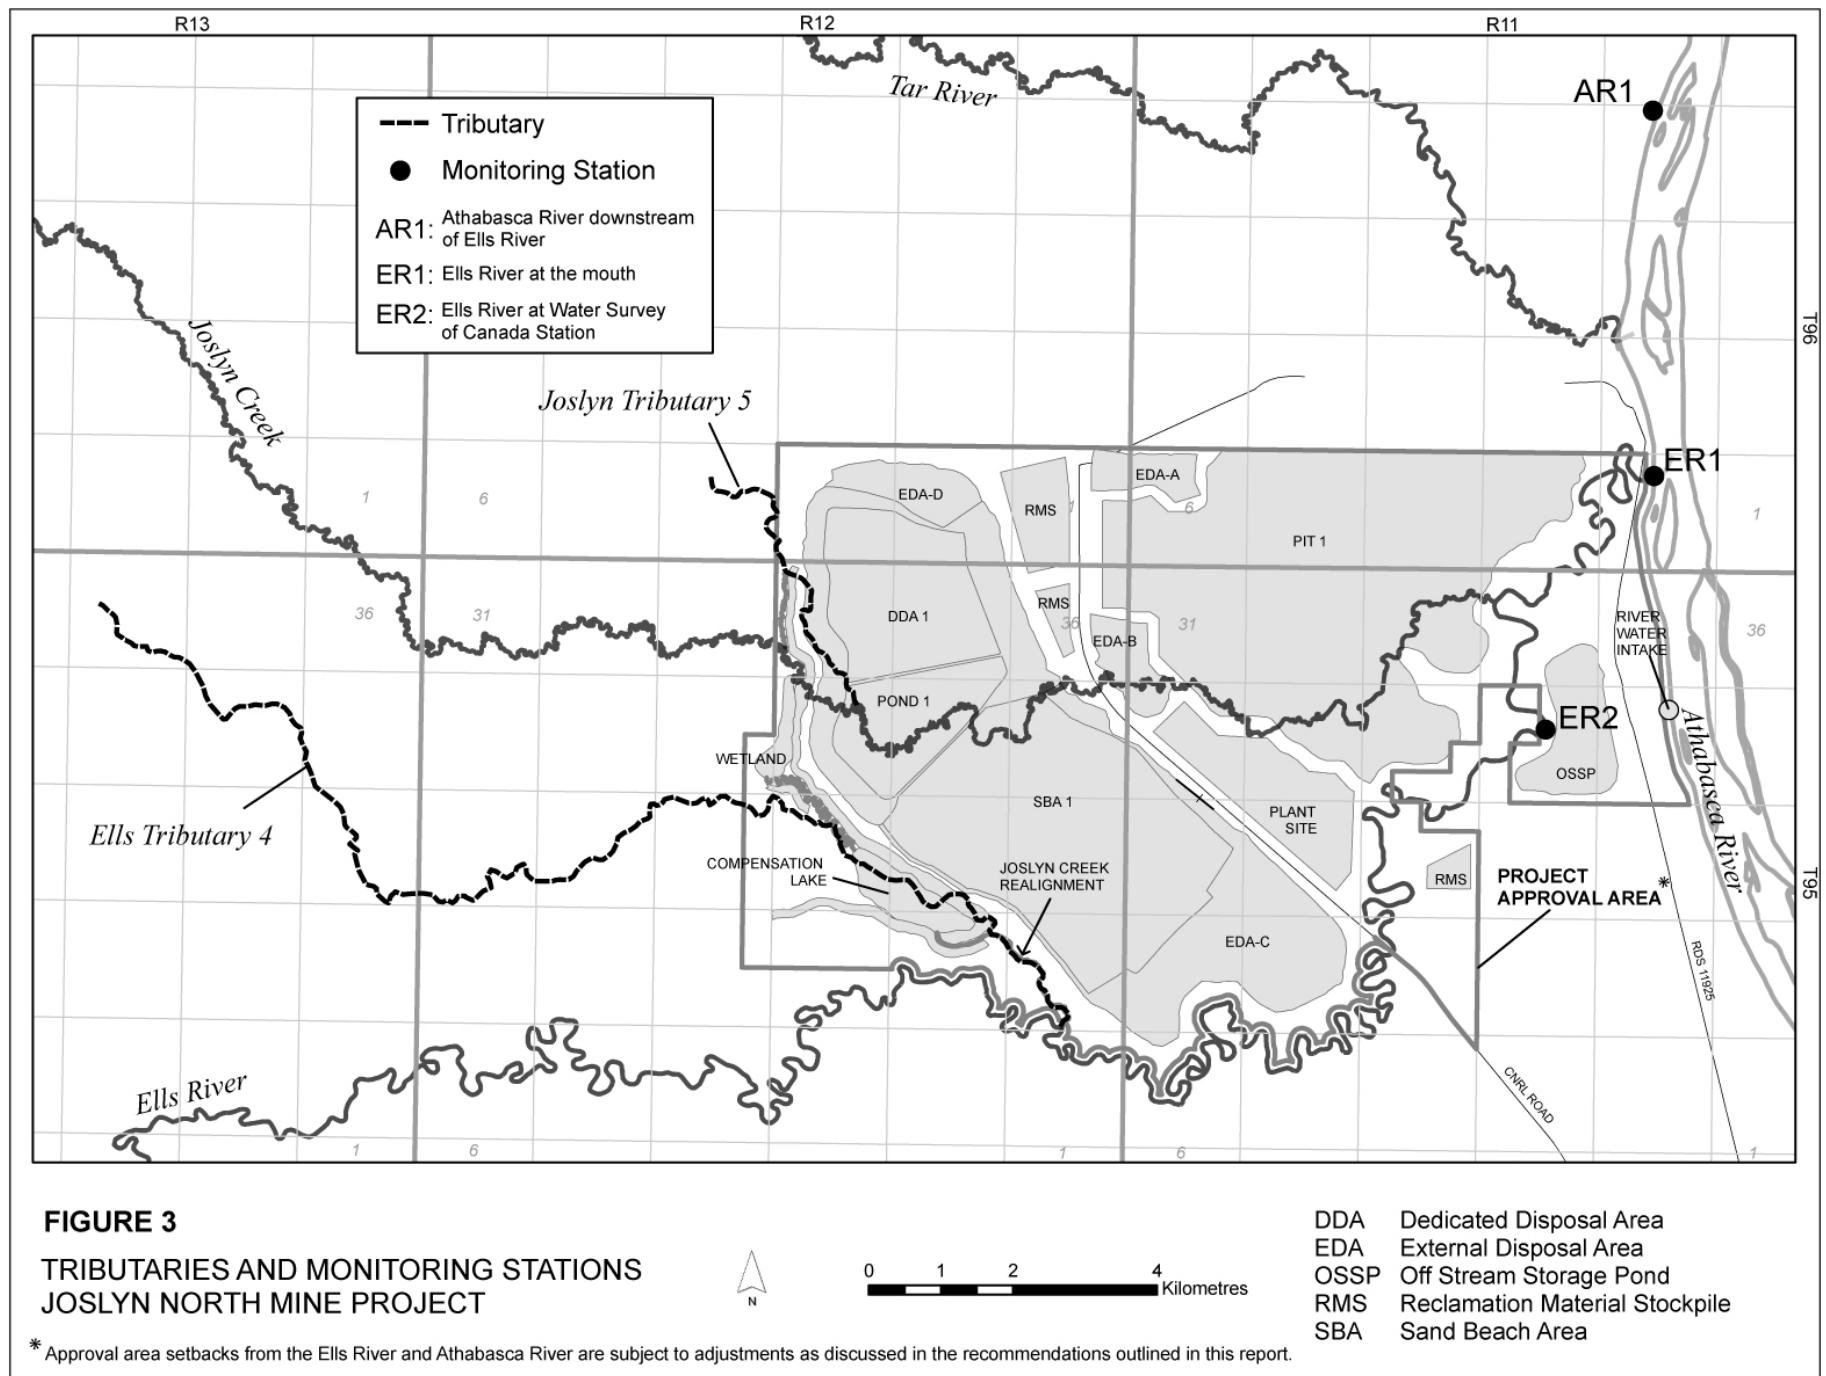 R13
R12
R11
Tar River
AR1
Tributary
Monitoring Station
AR1: Athabasca River downstream
of Ells River
ER1: Ells River at the mouth
ER2: Ells River at Water Survey
of Canada Station
Joslyn Creek
T96
Joslyn Tributary 5
ER1
EDA-A
EDA-D
RMS
1
1
6
1
6
1
PIT 1
RMS
DDA 1
36
31
36
31
36
EDA-B
RIVER
WATER
INTAKE
POND 1
ER2
Athabasca River
WETLAND
OSSP
SBA 1
PLANT
SITE
Ells Tributary 4
COMPENSATION
LAKE
JOSLYN CREEK
REALIGNMENT
RMS
PROJECT
APPROVAL AREA*
T95
EDA-C
RDS 11925
Ells River
CNRL ROAD
1
6
1
6
1
FIGURE 3
TRIBUTARIES AND MONITORING STATIONS
JOSLYN NORTH MINE PROJECT
N
0 1 2 4
Kilometres
DDA Dedicated Disposal Area
EDA External Disposal Area
OSSP Off Stream Storage Pond
RMS Reclamation Material Stockpile
SBA Sand Beach Area
* Approval area setbacks from the Ells River and Athabasca River are subject to adjustments as discussed in the recommendations outlined in this report.